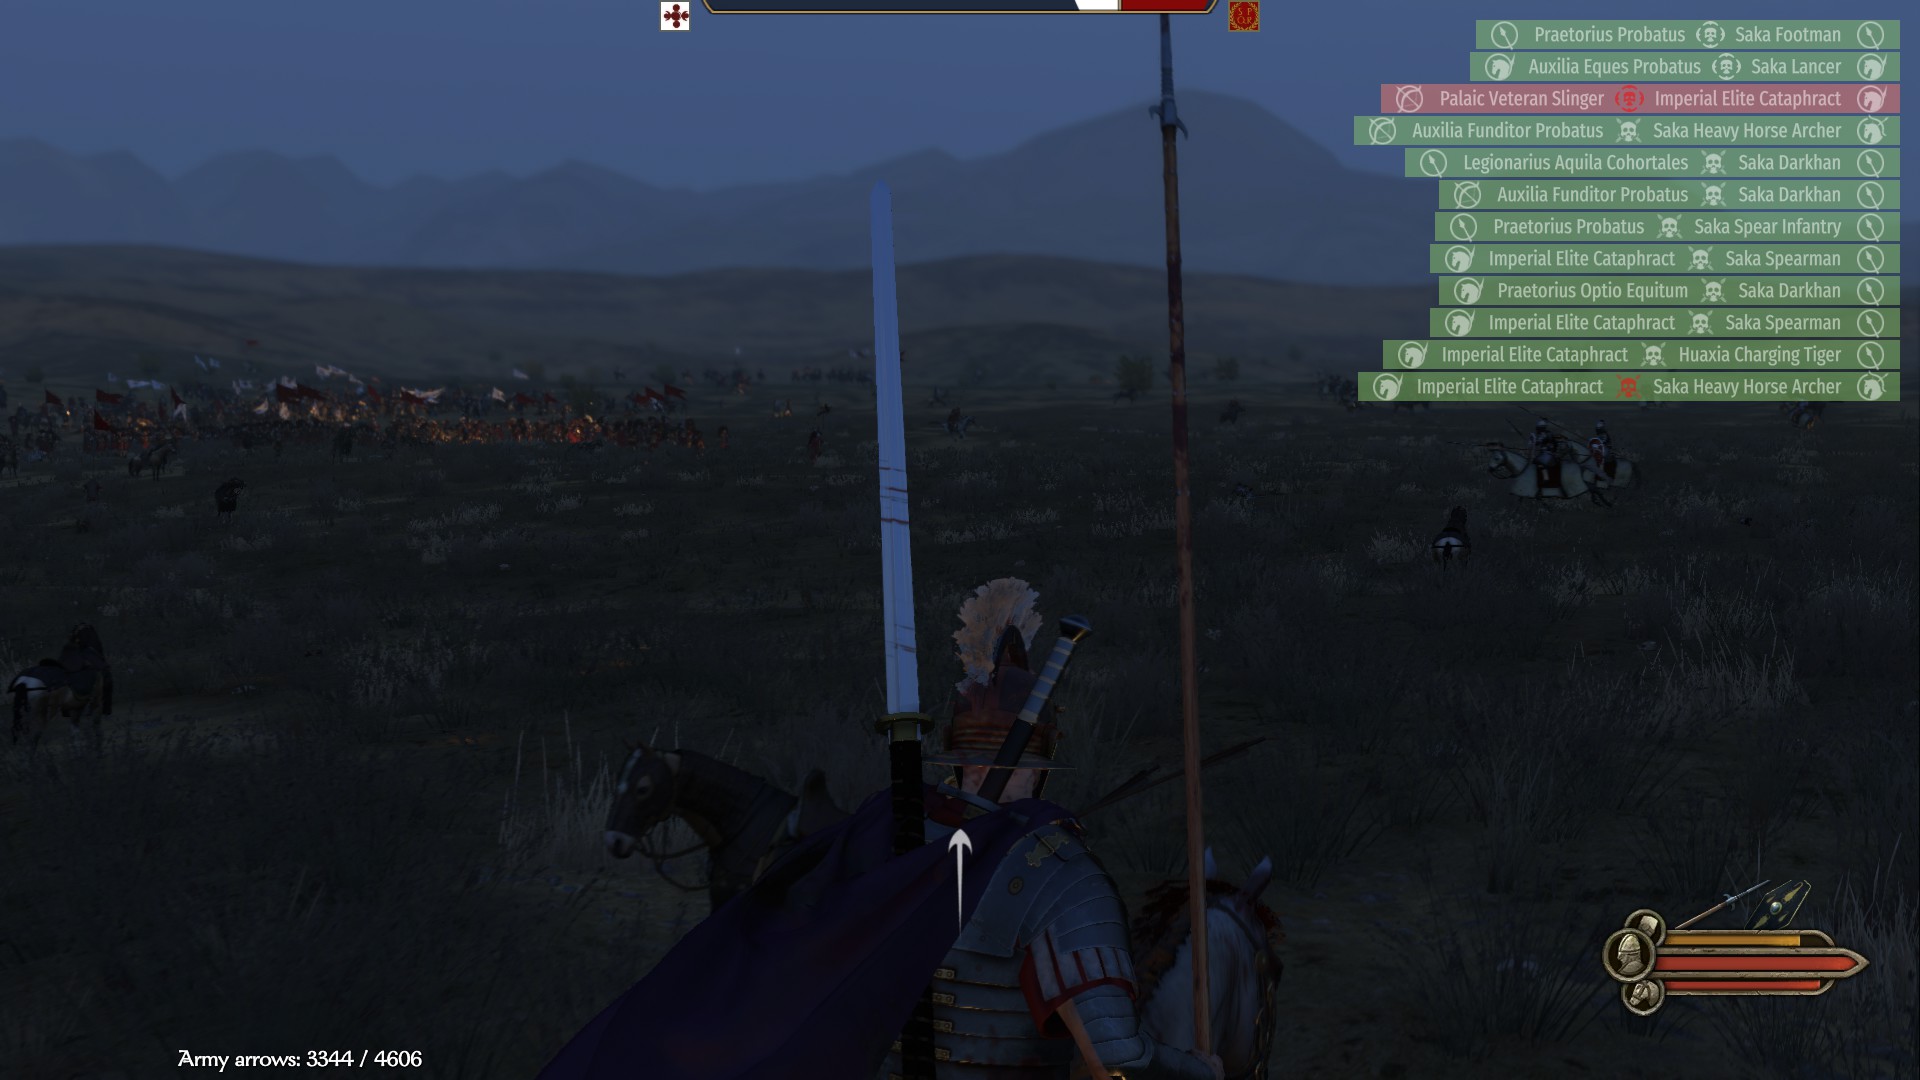 SPQR
Praetorius Probatus Saka Footman
Auxilia Eques Probatus Saka Lancer
Palaic Veteran Slinger Imperial Elite Cataphract
Auxilia Funditor Probatus Saka Heavy Horse Archer
Legionarius Aquila Cohortales Saka Darkhan
Auxilia Funditor Probatus Saka Darkhan
Praetorius Probatus Saka Spear Infantry
Imperial Elite Cataphract Saka Spearman
Praetorius Optio Equitum Saka Darkhan
Imperial Elite Cataphract Saka Spearman
Imperial Elite Cataphract Huaxia Charging Tiger
Imperial Elite Cataphract Saka Heavy Horse Archer
Army arrows: 3344 / 4606